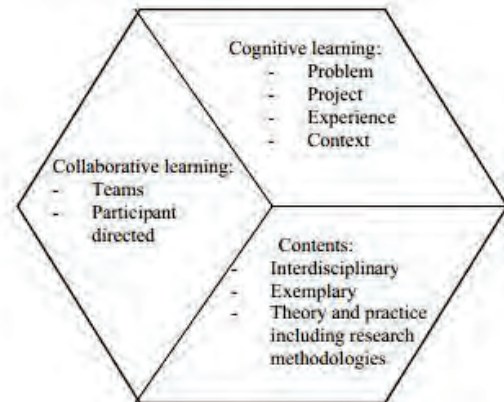 Cognitive learning:
- Problem
- Project
- Experience
- Context
Collaborative learning:
- Teams
- Participant
directed
Contents:
- Interdisciplinary
- Exemplary
- Theory and practice
including research
methodologies